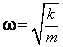 ω = √(k/m)